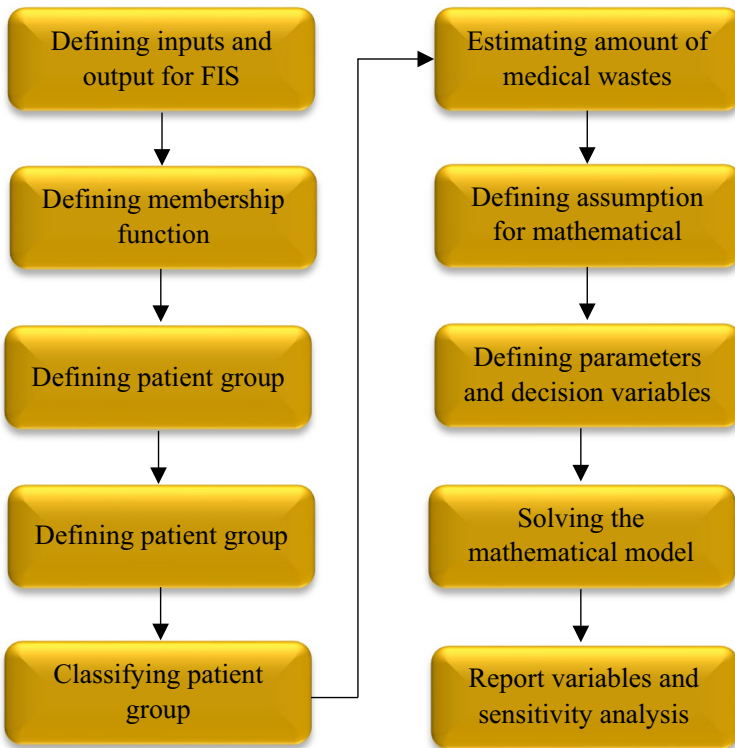 Defining inputs and
output for FIS
Defining membership
function
Defining patient group
Defining patient group
Classifying patient
group
Estimating amount of
medical wastes
Defining assumption
for mathematical
Defining parameters
and decision variables
Solving the
mathematical model
Report variables and
sensitivity analysis